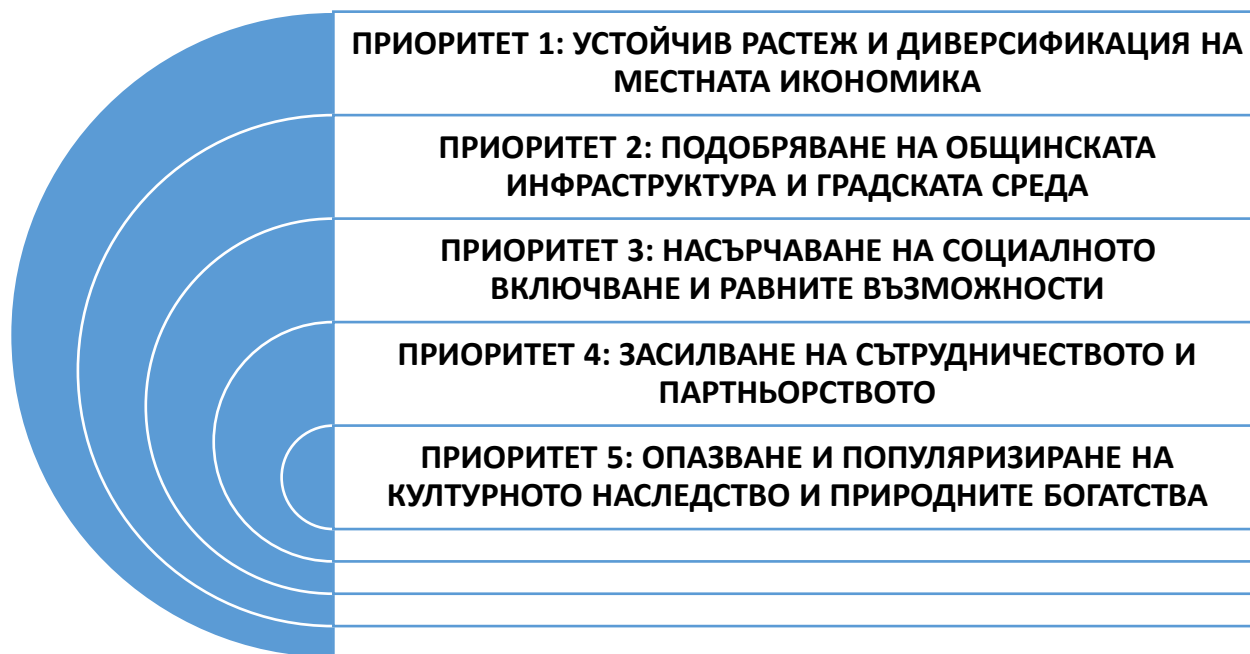 ПРИОРИТЕТ 1: УСТОЙЧИВ РАСТЕЖ И ДИВЕРСИФИКАЦИЯ НА
МЕСТНАТА ИКОНОМИКА
ПРИОРИТЕТ 2: ПОДОБРЯВАНЕ НА ОБЩИНСКАТА
ИНФРАСТРУКТУРА И ГРАДСКАТА СРЕДА
ПРИОРИТЕТ 3: НАСЪРЧАВАНЕ НА СОЦИАЛНОТО
ВКЛЮЧВАНЕ И РАВНИТЕ ВЪЗМОЖНОСТИ
ПРИОРИТЕТ 4: ЗАСИЛВАНЕ НА СЪТРУДНИЧЕСТВОТО И
ПАРТНЬОРСТВОТО
ПРИОРИТЕТ 5: ОПАЗВАНЕ И ПОПУЛЯРИЗИРАНЕ НА
КУЛТУРНОТО НАСЛЕДСТВО И ПРИРОДНИТЕ БОГАТСТВА